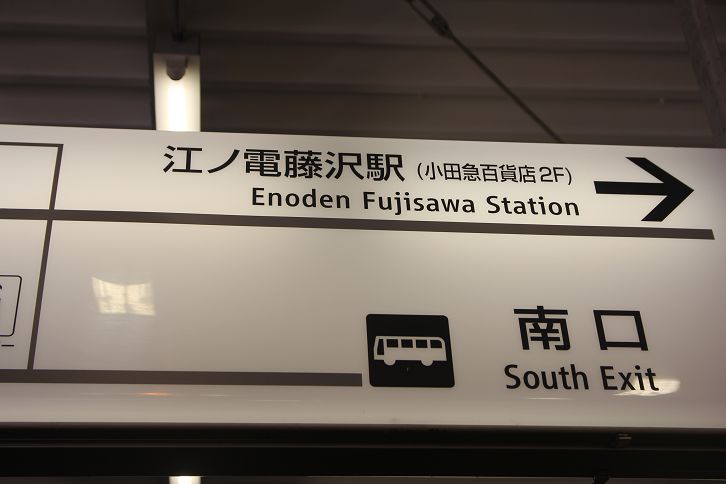 江ノ電藤沢駅（小田急百貨店2F）
Enoden Fujisawa Station
南口
South Exit